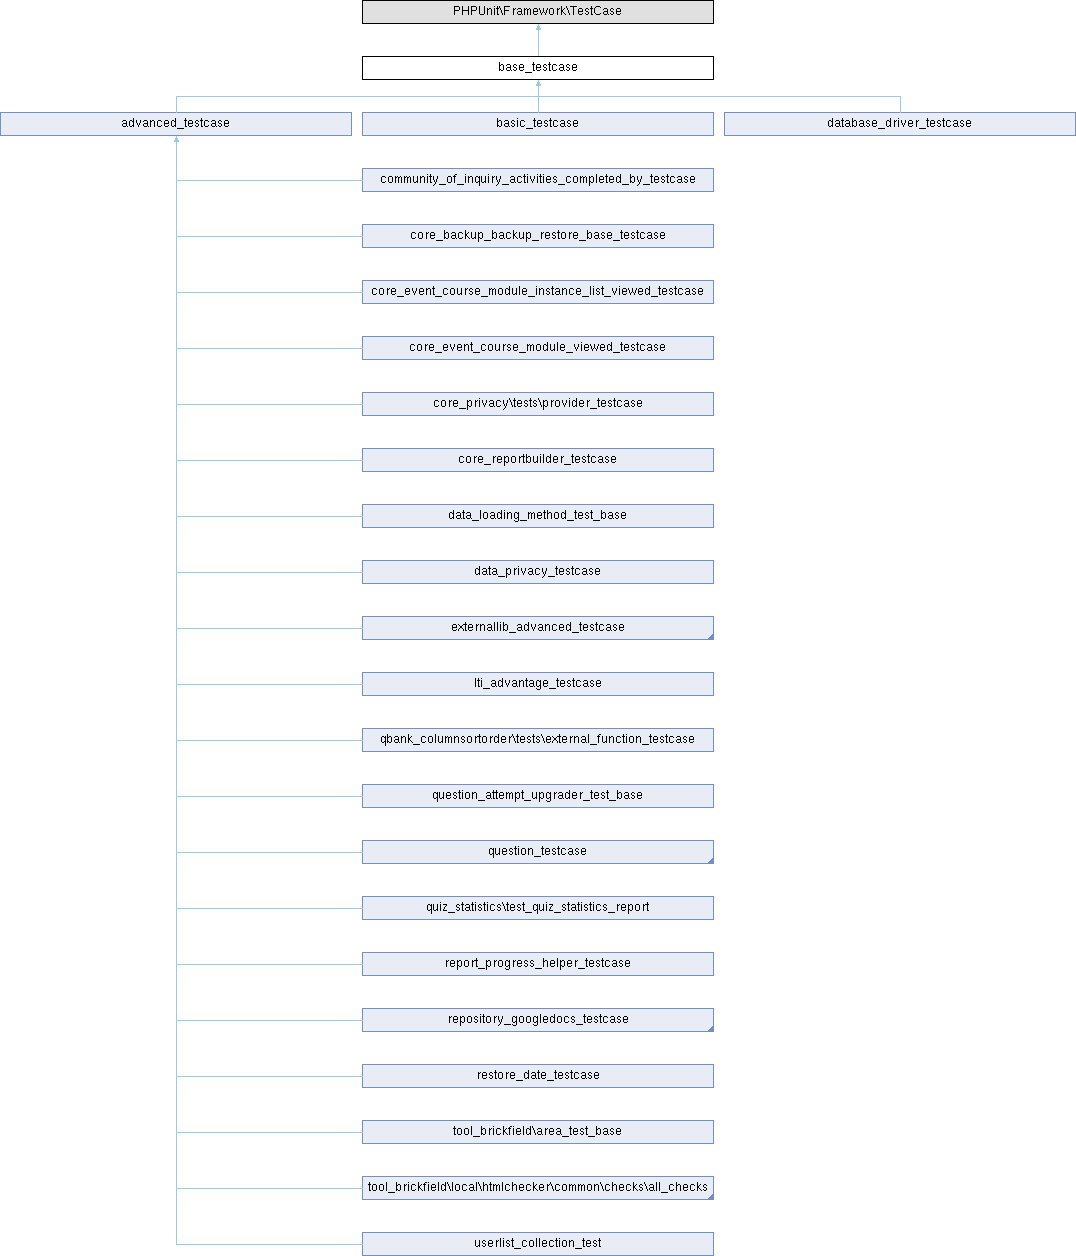 PHPUnit\Framework\TestCase
base_testcase
advanced_testcase
basic_testcase
database_driver_testcase
community_of_inquiry_activities_completed_by_testcase
core_backup_backup_restore_base_testcase
core_event_course_module_instance_list_viewed_testcase
core_event_course_module_viewed_testcase
core_privacy\tests\provider_testcase
core_reportbuilder_testcase
data_loading_method_test_base
data_privacy_testcase
externallib_advanced_testcase
lti_advantage_testcase
qbank_columnsortorder\tests\external_function_testcase
question_attempt_upgrader_test_base
question_testcase
quiz_statistics\test_quiz_statistics_report
report_progress_helper_testcase
repository_googledocs_testcase
restore_date_testcase
tool_brickfield\area_test_base
tool_brickfield\local\htmlchecker\common\checks\all_checks
userlist_collection_test